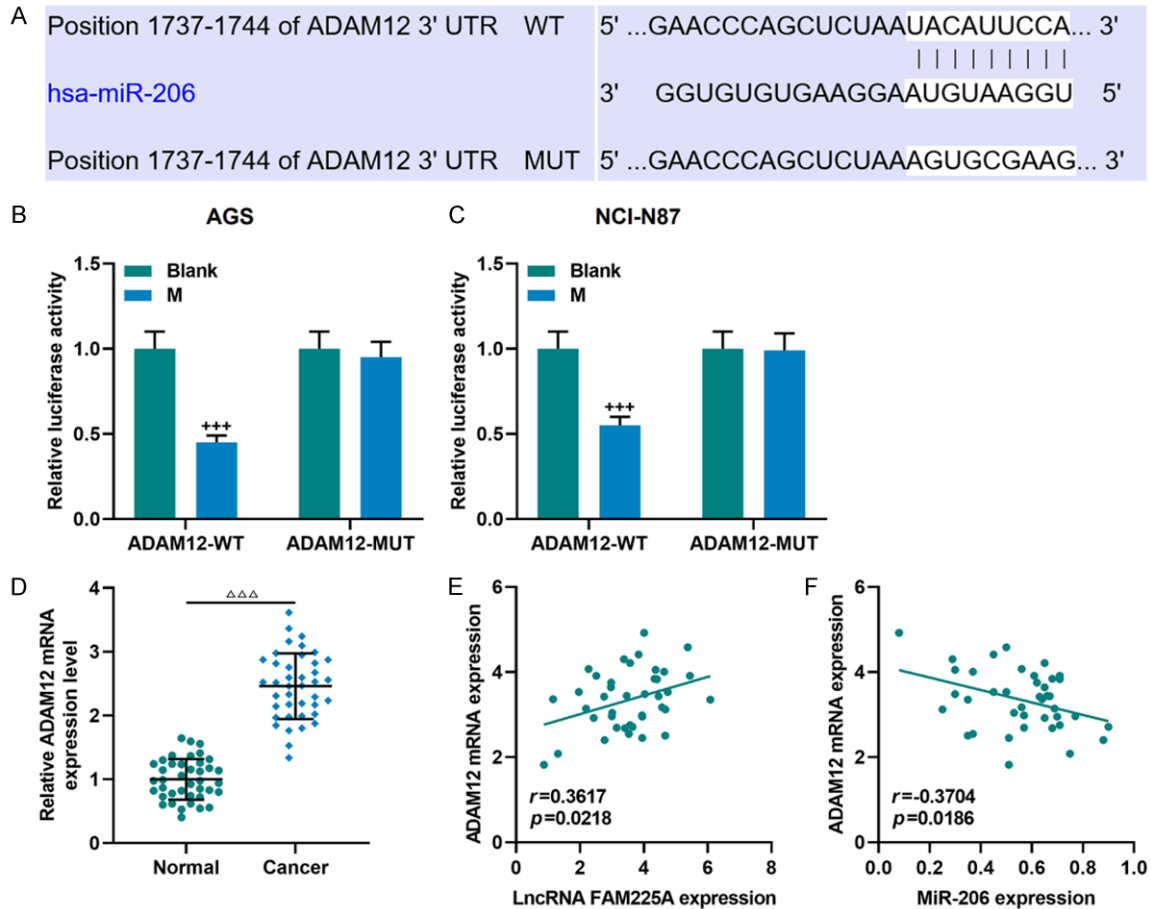 A
Position 1737-1744 of ADAM12 3' UTR WT 5' ...GAACCCAGCUCUAAUACAUUCCA... 3'
hsa-miR-206 3' GGUGUGUGAAGGAAUGUAAGGU 5'
Position 1737-1744 of ADAM12 3' UTR MUT 5' ...GAACCCAGCUCUAAAGUGCGAAG... 3'
B
AGS
Relative luciferase activity
1.5
1.0
0.5
0.0
Blank
M
+++
ADAM12-WT ADAM12-MUT
C
NCI-N87
Relative luciferase activity
1.5
1.0
0.5
0.0
Blank
M
+++
ADAM12-WT ADAM12-MUT
D
Relative ADAM12 mRNA
expression level
4
3
2
1
0
△△△
Normal Cancer
E
ADAM12 mRNA expression
6
4
2
0
r=0.3617
p=0.0218
0 2 4 6 8
LncRNA FAM225A expression
F
ADAM12 mRNA expression
6
4
2
0
r=-0.3704
p=0.0186
0.0 0.2 0.4 0.6 0.8 1.0
MiR-206 expression